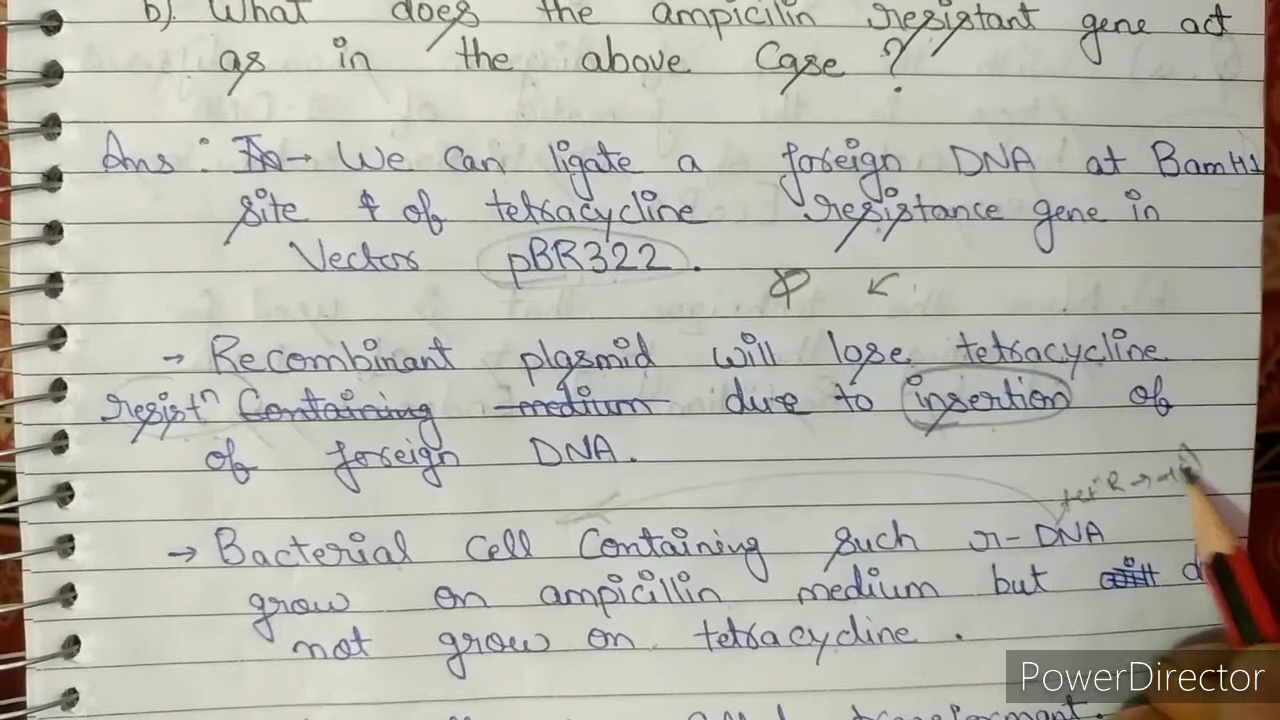 b). What does the ampicilin resistant gene act
as in the above Case ?
Ans : → We Can ligate a foreign DNA at BamH1
site of tetracycline resistance gene in
Vector pBR322.
→ Recombinant plasmid will lose tetracycline
resistⁿ Containing medium due to insertion of
of foreign DNA.
tet R →
→ Bacterial Cell Containing such r-DNA
grow on ampicillin medium but
not grow on tetracycline .
PowerDirector